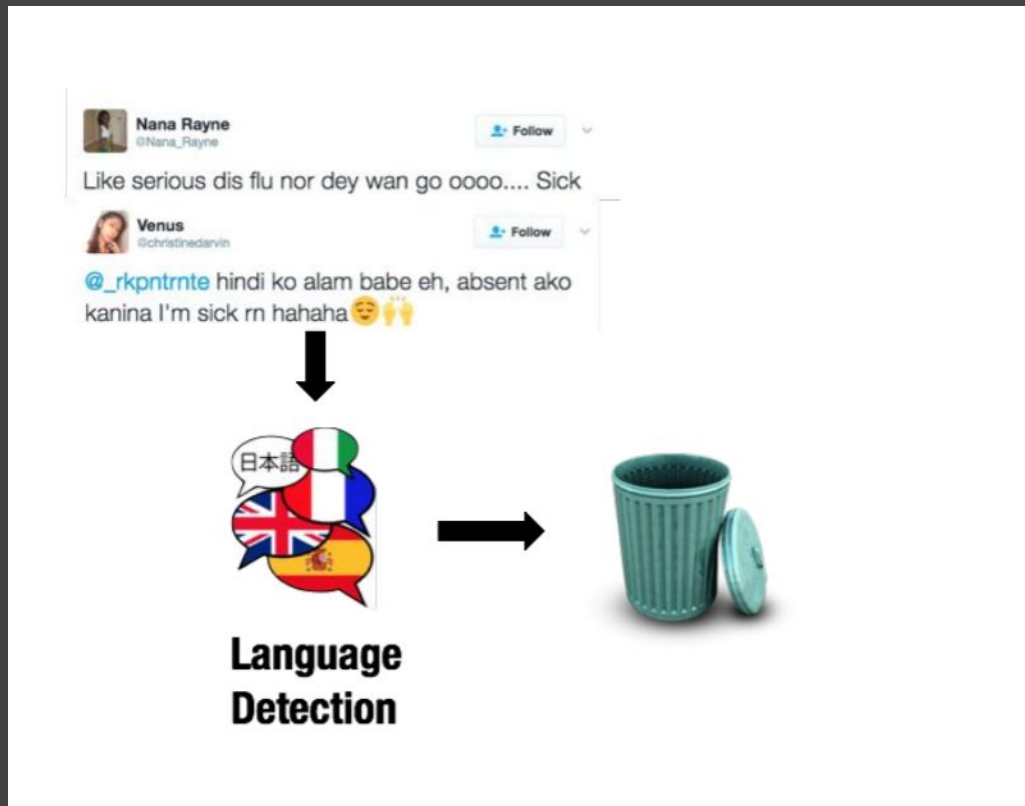 Nana Rayne
@Nana_Rayne
Follow
Like serious dis flu nor dey wan go oooo.... Sick
Venus
@christinedarvin
Follow
@_rkpntrnte hindi ko alam babe eh, absent ako
kanina I'm sick rn hahaha😌🙌
日本語
Language
Detection